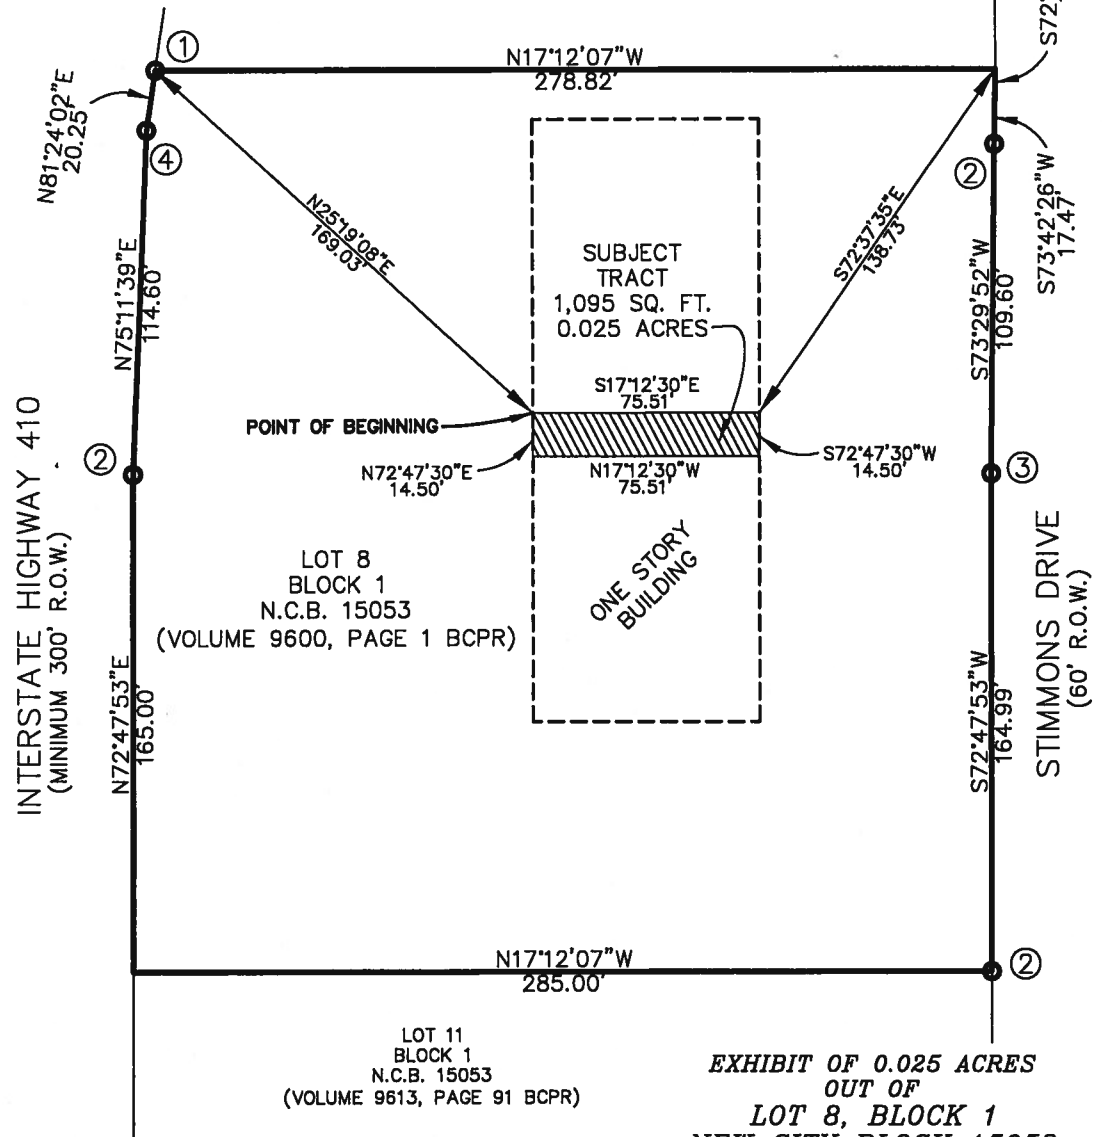 S72°
①
N17°12'07"W
278.82'
N81°24'02"E
20.25'
④
②
S73°42'26"W
17.47'
N25°19'08"E
169.03'
S72°37'35"E
138.73'
SUBJECT
TRACT
1,095 SQ. FT.
0.025 ACRES
N75°11'39"E
114.60'
S73°29'52"W
109.60'
S17°12'30"E
75.51'
POINT OF BEGINNING
N72°47'30"E
14.50'
N17°12'30"W
75.51'
S72°47'30"W
14.50'
②
③
INTERSTATE HIGHWAY 410
(MINIMUM 300' R.O.W.)
LOT 8
BLOCK 1
N.C.B. 15053
(VOLUME 9600, PAGE 1 BCPR)
ONE STORY
BUILDING
STIMMONS DRIVE
(60' R.O.W.)
N72°47'53"E
165.00'
S72°47'53"W
164.99'
N17°12'07"W
285.00'
②
LOT 11
BLOCK 1
N.C.B. 15053
(VOLUME 9613, PAGE 91 BCPR)
EXHIBIT OF 0.025 ACRES
OUT OF
LOT 8, BLOCK 1
NEW CITY BLOCK 15053